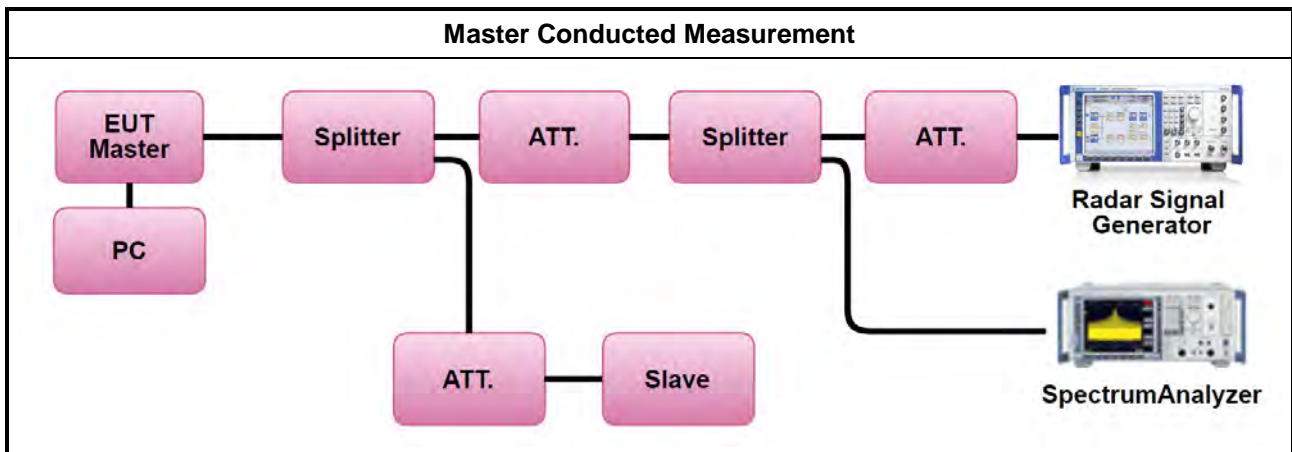 Master Conducted Measurement
EUT
Master
Splitter
ATT.
Splitter
ATT.
Radar Signal
Generator
PC
ATT.
Slave
SpectrumAnalyzer